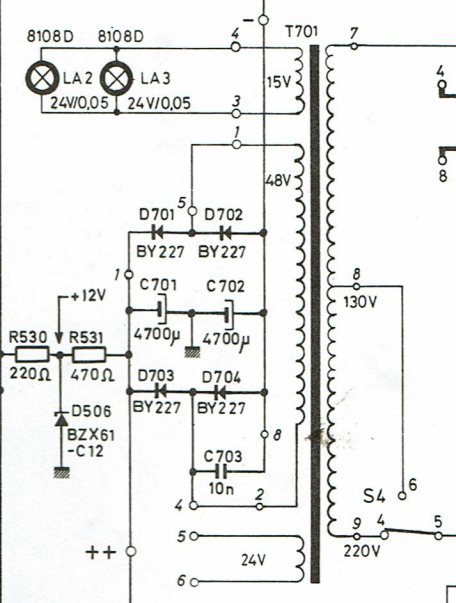 -
T701
8108D 8108D
4
7
LA2 LA3
15V
24V/0,05 24V/0,05
3
4
1
8
48V
5
D701 D702
BY227 BY227
1
8
+12V
C701 C702
130V
4700µ 4700µ
R530 R531
220Ω 470Ω
D703 D704
BY227 BY227
D506
BZX61
-C12
8
C703
10n
6
S4
4 2
9 4 5
220V
5
++
24V
6